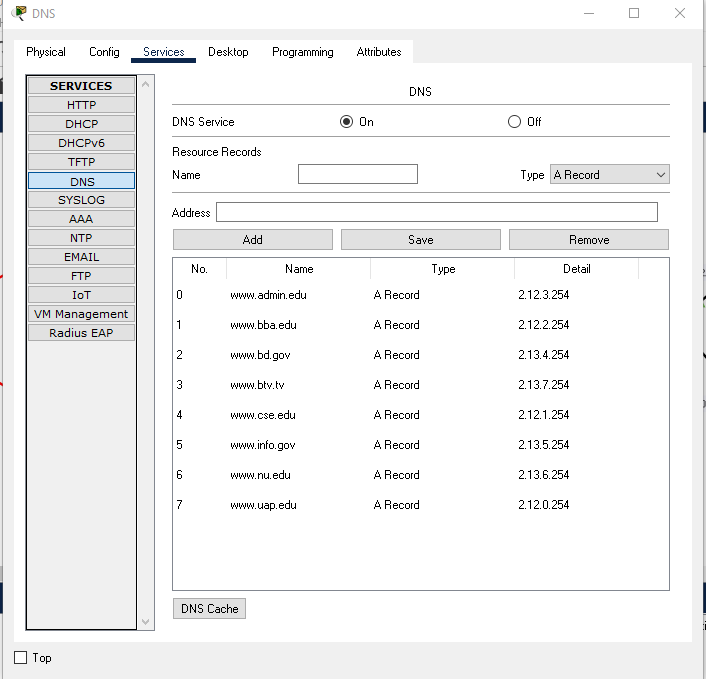 DNS
Physical Config Services Desktop Programming Attributes
SERVICES
HTTP
DHCP
DHCPv6
TFTP
DNS
SYSLOG
AAA
NTP
EMAIL
FTP
IoT
VM Management
Radius EAP
DNS
DNS Service On Off
Resource Records
Name Type A Record
Address
Add Save Remove
No. Name Type Detail
0 www.admin.edu A Record 2.12.3.254
1 www.bba.edu A Record 2.12.2.254
2 www.bd.gov A Record 2.13.4.254
3 www.btv.tv A Record 2.13.7.254
4 www.cse.edu A Record 2.12.1.254
5 www.info.gov A Record 2.13.5.254
6 www.nu.edu A Record 2.13.6.254
7 www.uap.edu A Record 2.12.0.254
DNS Cache
Top